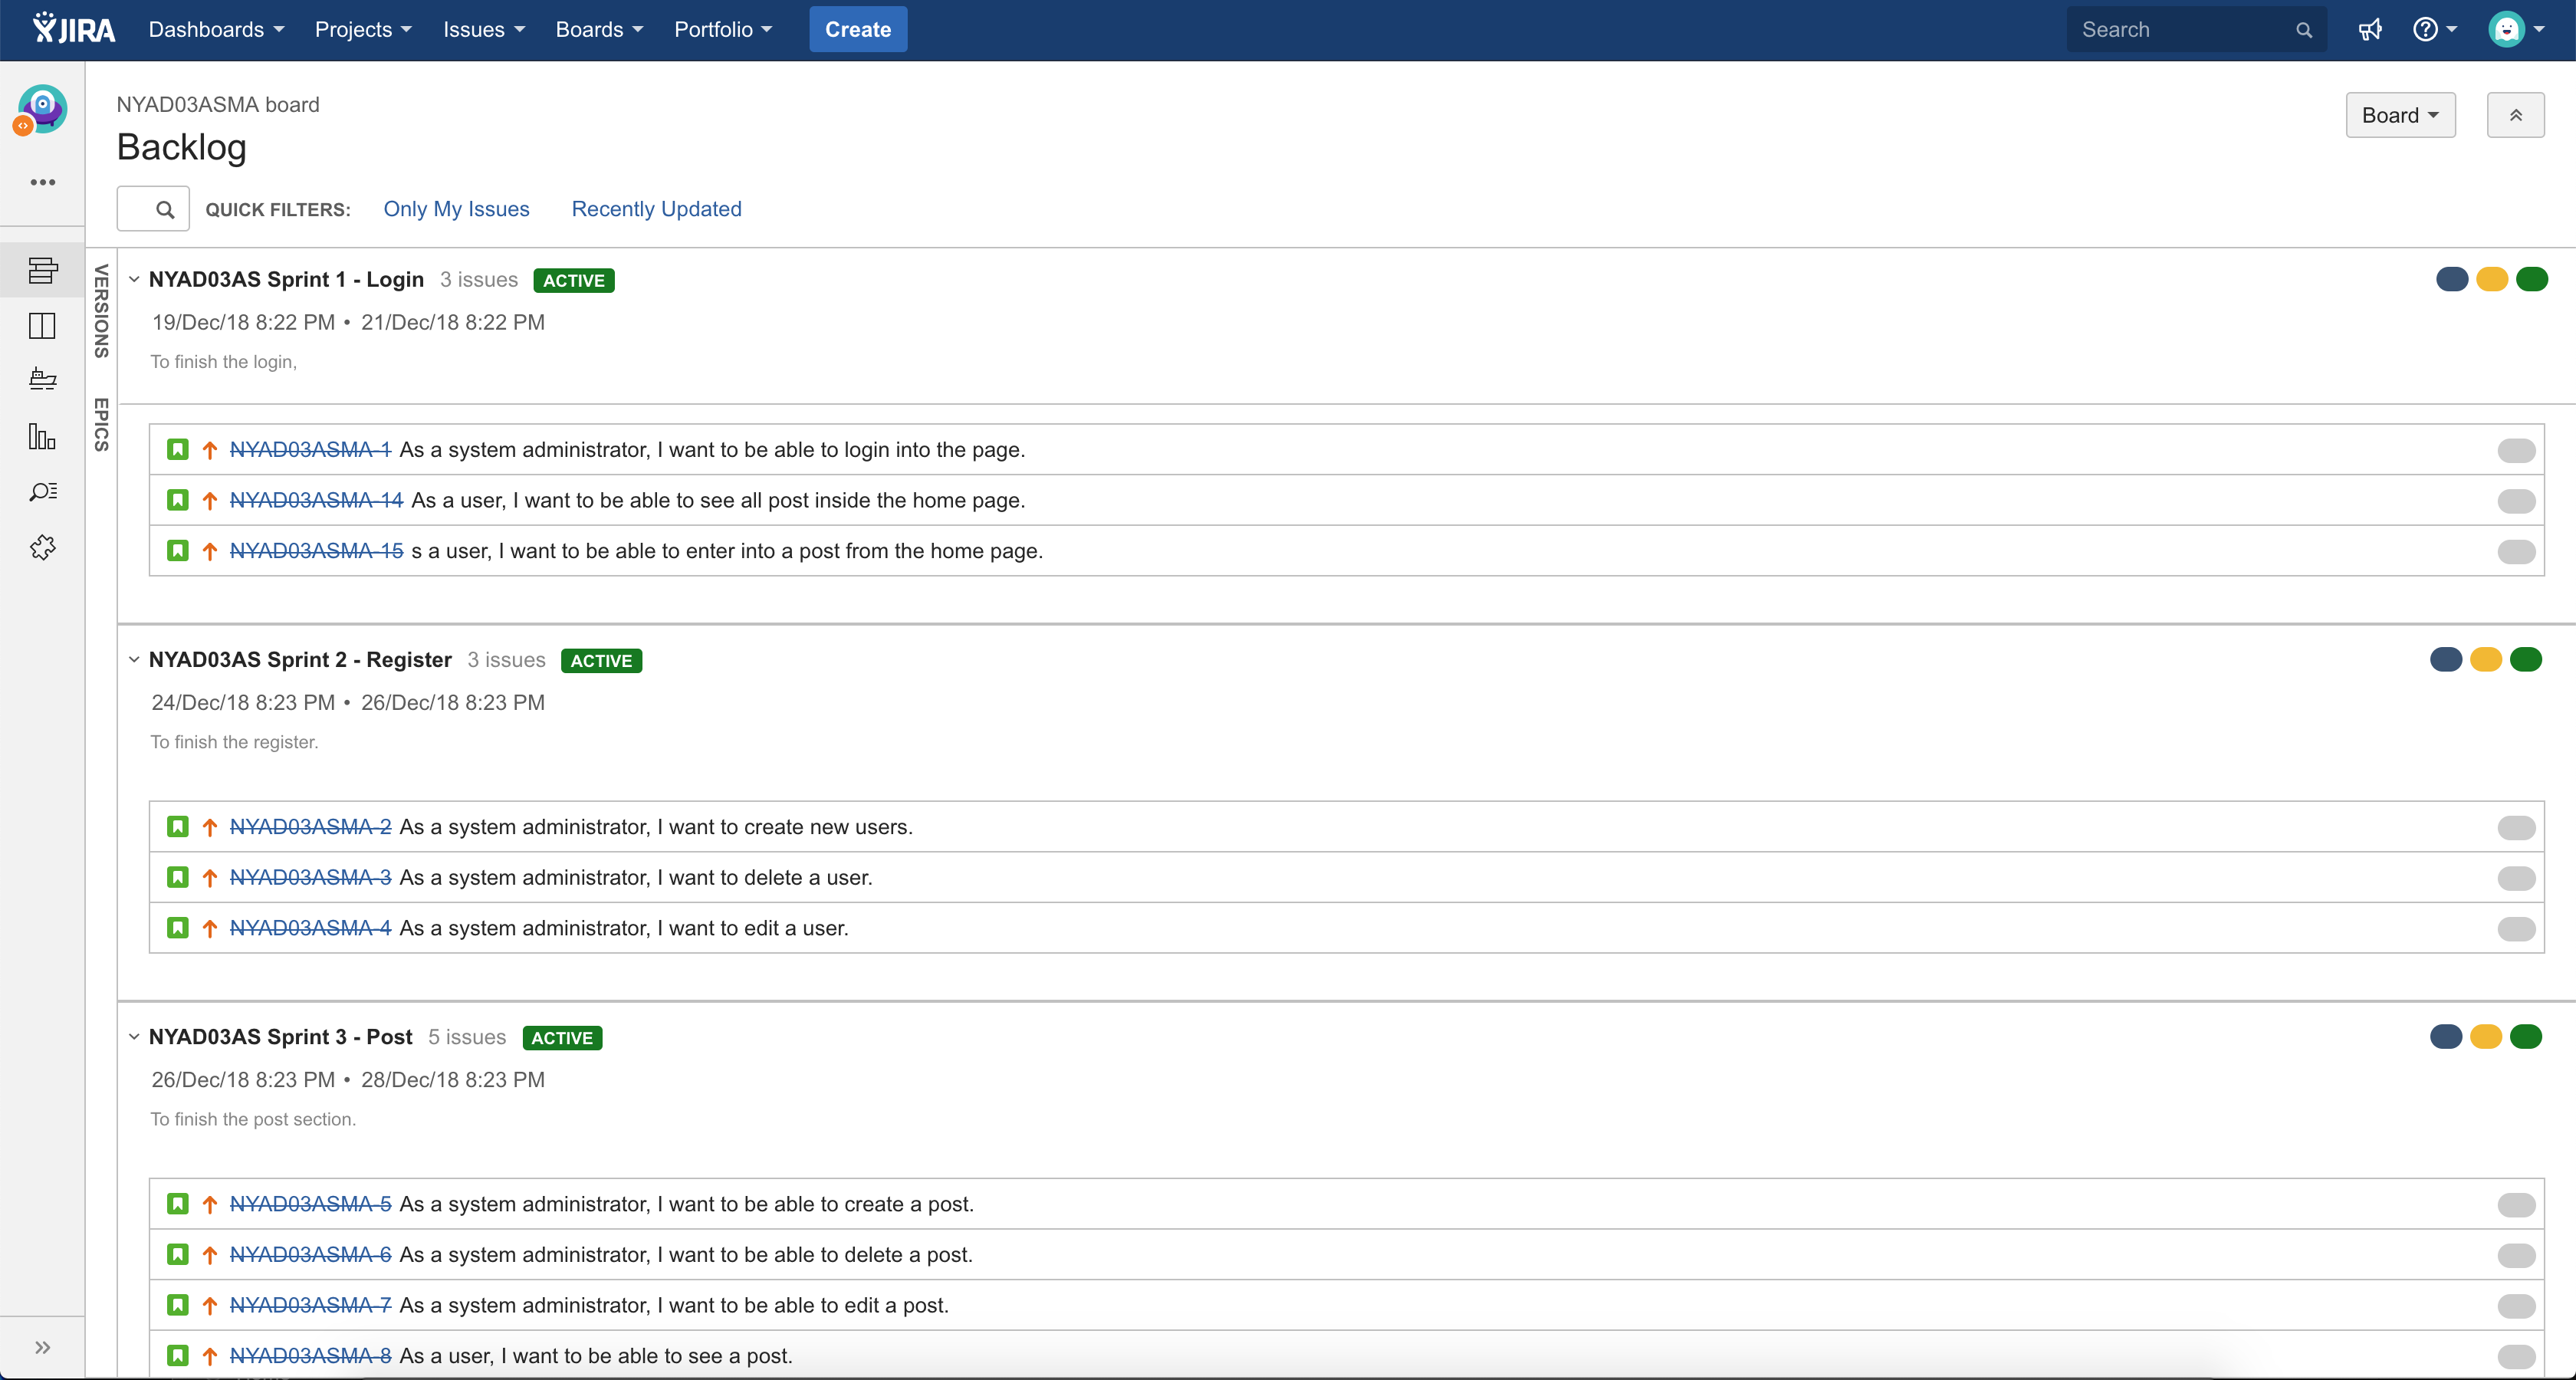 JIRA Dashboards Projects Issues Boards Portfolio Create Search
NYAD03ASMA board
Backlog
Board
QUICK FILTERS: Only My Issues Recently Updated
VERSIONS
EPICS
NYAD03AS Sprint 1 - Login 3 issues ACTIVE
19/Dec/18 8:22 PM • 21/Dec/18 8:22 PM
To finish the login,
NYAD03ASMA-1 As a system administrator, I want to be able to login into the page.
NYAD03ASMA-14 As a user, I want to be able to see all post inside the home page.
NYAD03ASMA-15 s a user, I want to be able to enter into a post from the home page.
NYAD03AS Sprint 2 - Register 3 issues ACTIVE
24/Dec/18 8:23 PM • 26/Dec/18 8:23 PM
To finish the register.
NYAD03ASMA-2 As a system administrator, I want to create new users.
NYAD03ASMA-3 As a system administrator, I want to delete a user.
NYAD03ASMA-4 As a system administrator, I want to edit a user.
NYAD03AS Sprint 3 - Post 5 issues ACTIVE
26/Dec/18 8:23 PM • 28/Dec/18 8:23 PM
To finish the post section.
NYAD03ASMA-5 As a system administrator, I want to be able to create a post.
NYAD03ASMA-6 As a system administrator, I want to be able to delete a post.
NYAD03ASMA-7 As a system administrator, I want to be able to edit a post.
NYAD03ASMA-8 As a user, I want to be able to see a post.